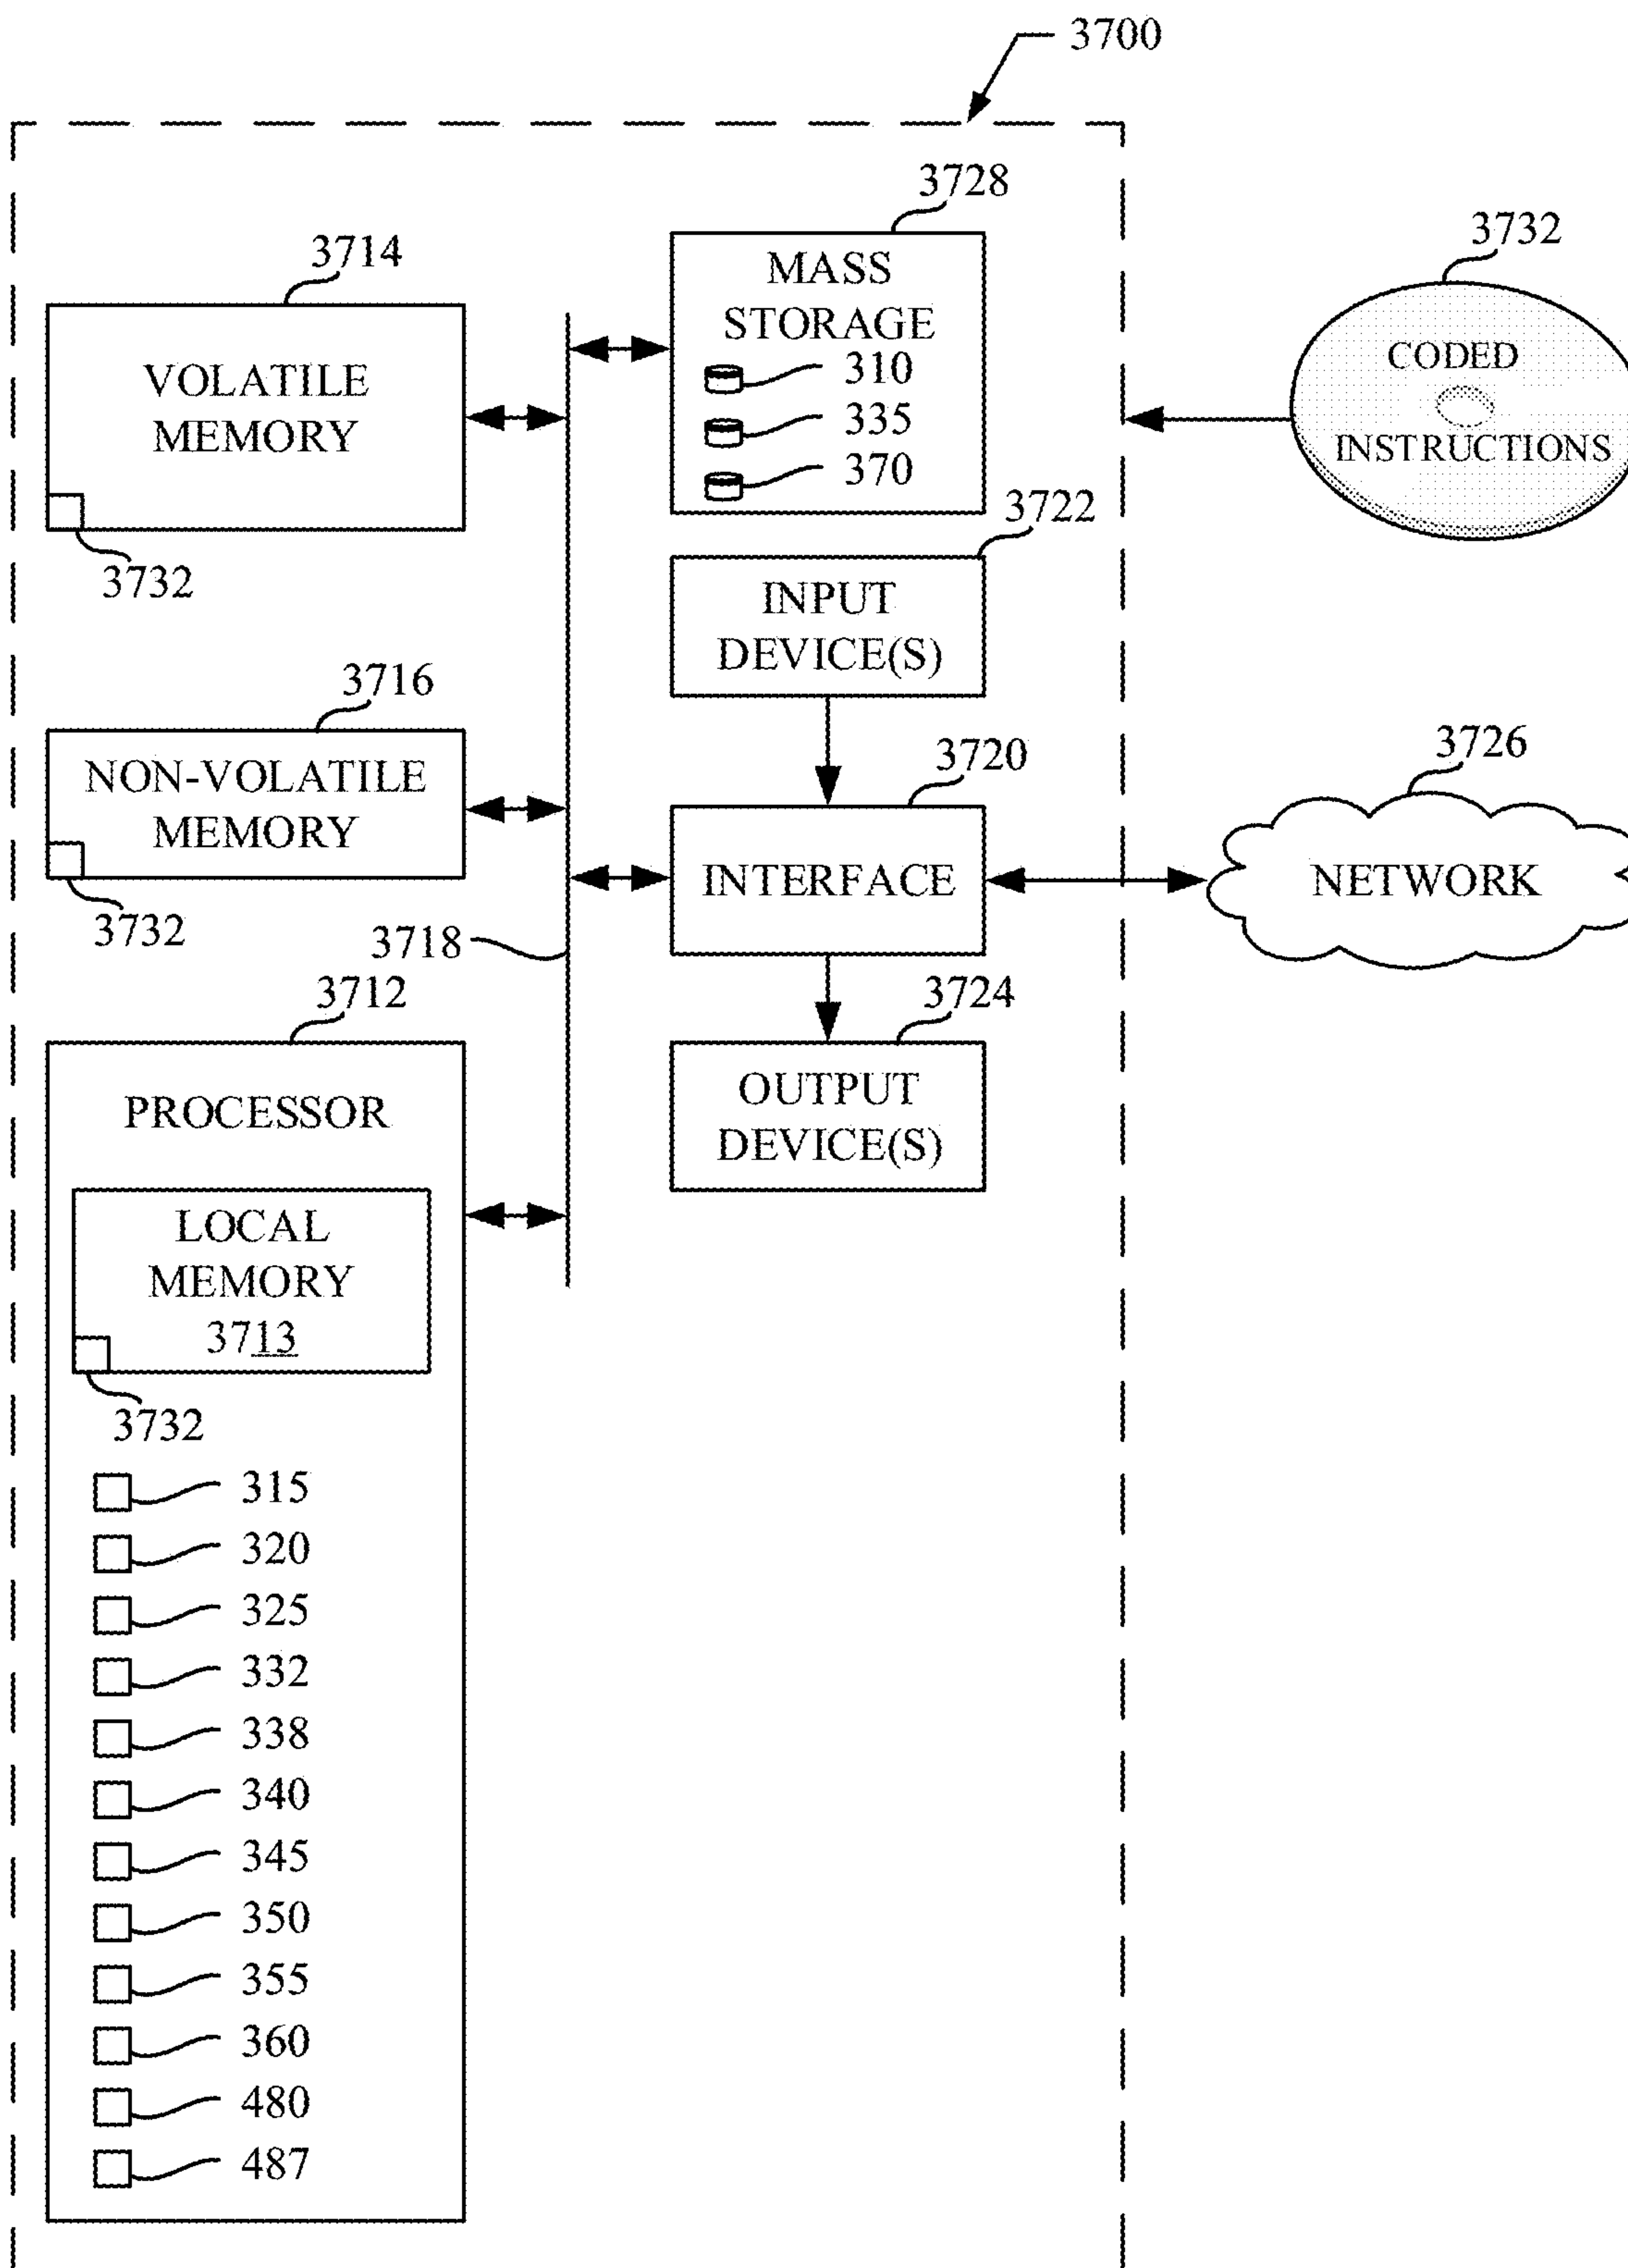 3700
3728
3714
MASS
STORAGE
310
335
370
VOLATILE
MEMORY
3732
3732
CODED
INSTRUCTIONS
3722
INPUT
DEVICE(S)
3716
NON-VOLATILE
MEMORY
3732
3720
INTERFACE
3726
NETWORK
3718
3712
3724
OUTPUT
DEVICE(S)
PROCESSOR
LOCAL
MEMORY
3713
3732
315
320
325
332
338
340
345
350
355
360
480
487